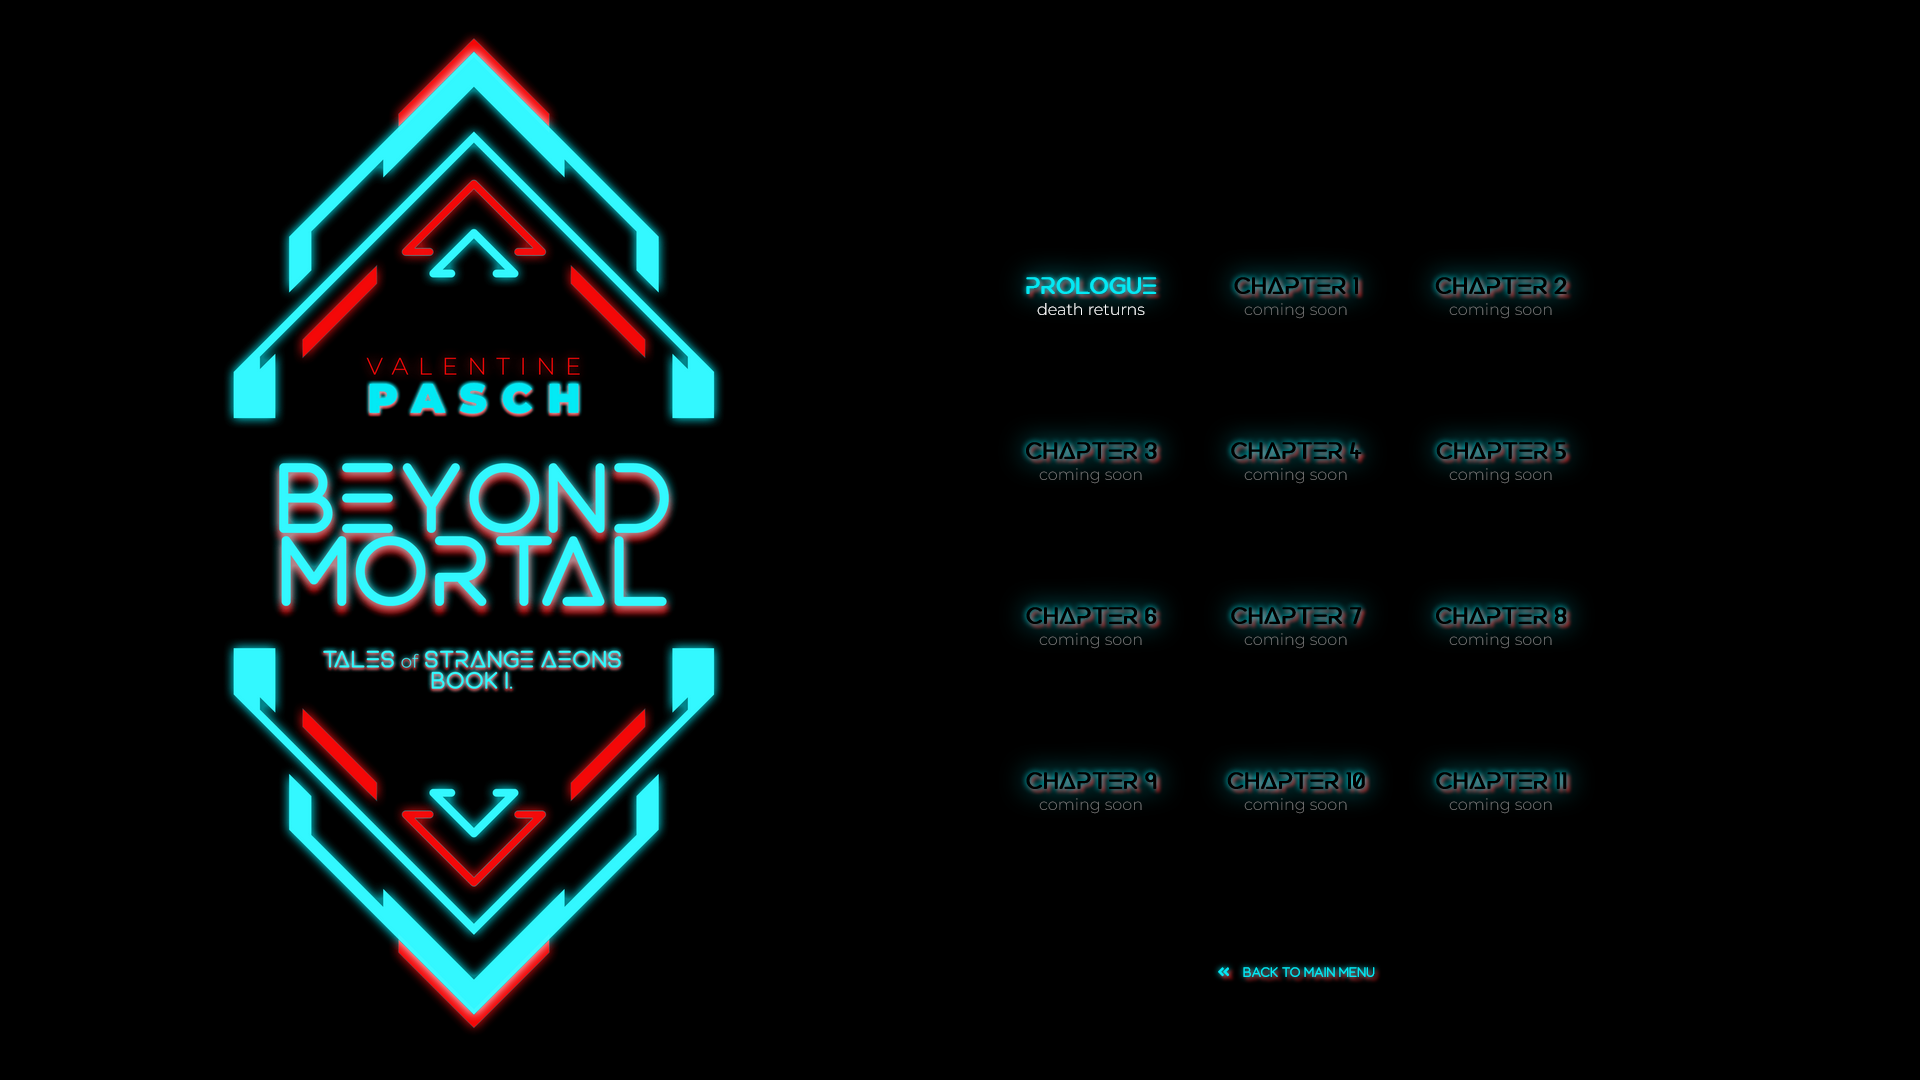 VALENTINE
PASCH
BEYOND
MORTAL
TALES of STRANGE AEONS
BOOK I.
PROLOGUE
death returns
CHAPTER 1
coming soon
CHAPTER 2
coming soon
CHAPTER 3
coming soon
CHAPTER 4
coming soon
CHAPTER 5
coming soon
CHAPTER 6
coming soon
CHAPTER 7
coming soon
CHAPTER 8
coming soon
CHAPTER 9
coming soon
CHAPTER 10
coming soon
CHAPTER 11
coming soon
« BACK TO MAIN MENU